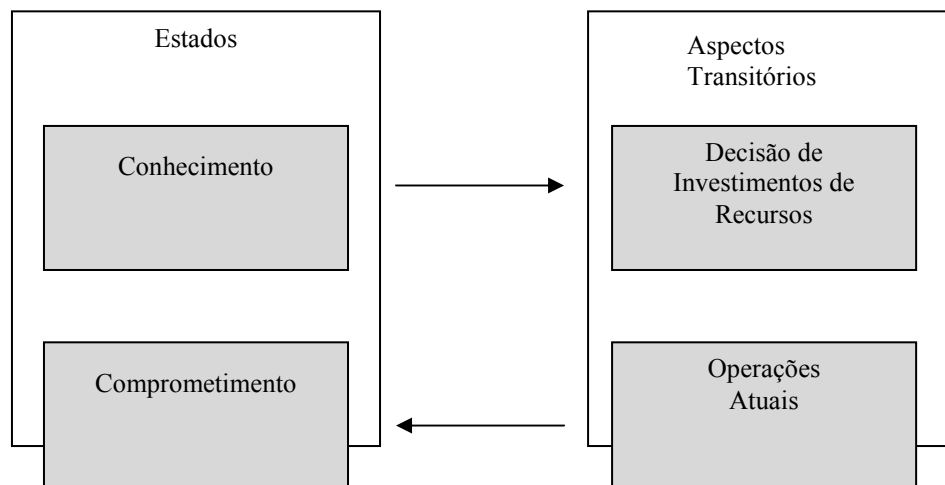 Estados
Conhecimento
Comprometimento
Aspectos
Transitórios
Decisão de
Investimentos de
Recursos
Operações
Atuais